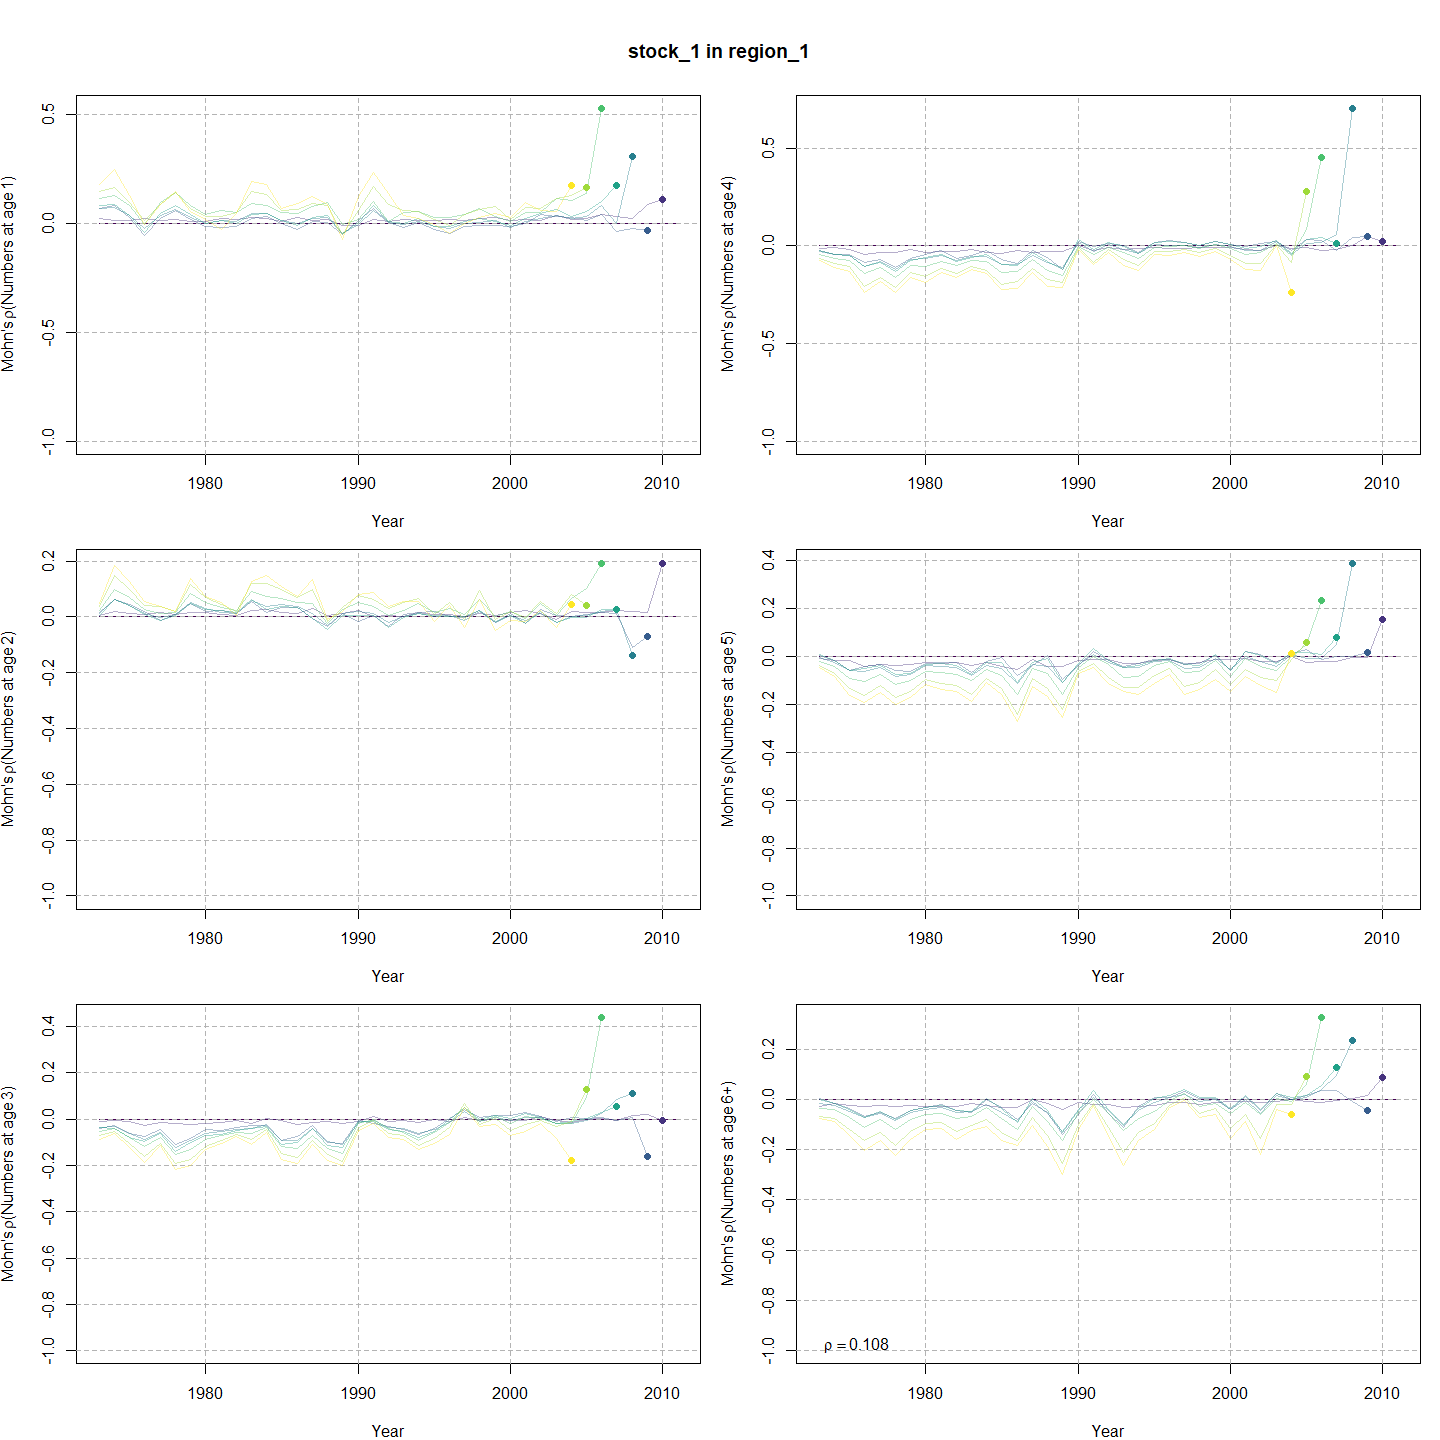 stock_1 in region_1
Mohn's ρ(Numbers at age 1)
0.5
0.0
-0.5
-1.0
1980 1990 2000 2010
Year
Mohn's ρ(Numbers at age 4)
0.5
0.0
-0.5
-1.0
1980 1990 2000 2010
Year
Mohn's ρ(Numbers at age 2)
0.2
0.0
-0.2
-0.4
-0.6
-0.8
-1.0
1980 1990 2000 2010
Year
Mohn's ρ(Numbers at age 5)
0.4
0.2
0.0
-0.2
-0.4
-0.6
-0.8
-1.0
1980 1990 2000 2010
Year
Mohn's ρ(Numbers at age 3)
0.4
0.2
0.0
-0.2
-0.4
-0.6
-0.8
-1.0
1980 1990 2000 2010
Year
Mohn's ρ(Numbers at age 6+)
0.2
0.0
-0.2
-0.4
-0.6
-0.8
-1.0
ρ = 0.108
1980 1990 2000 2010
Year